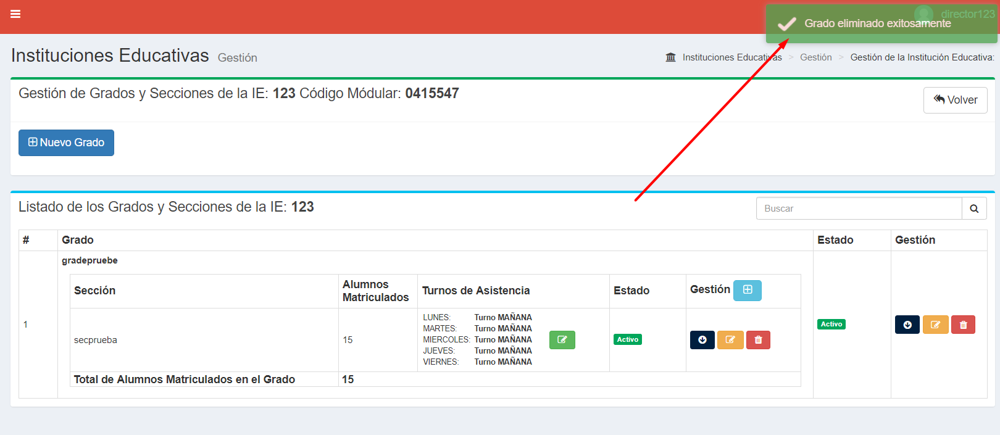 director123
Grado eliminado exitosamente
Instituciones Educativas Gestión
Instituciones Educativas > Gestión > Gestión de la Institución Educativa:
Gestión de Grados y Secciones de la IE: 123 Código Módular: 0415547
Volver
Nuevo Grado
Listado de los Grados y Secciones de la IE: 123
Buscar
# Grado Estado Gestión
gradepruebe
Sección Alumnos Matriculados Turnos de Asistencia Estado Gestión
1 secprueba 15
LUNES: Turno MAÑANA
MARTES: Turno MAÑANA
MIERCOLES: Turno MAÑANA
JUEVES: Turno MAÑANA
VIERNES: Turno MAÑANA
Activo
Activo
Total de Alumnos Matriculados en el Grado 15